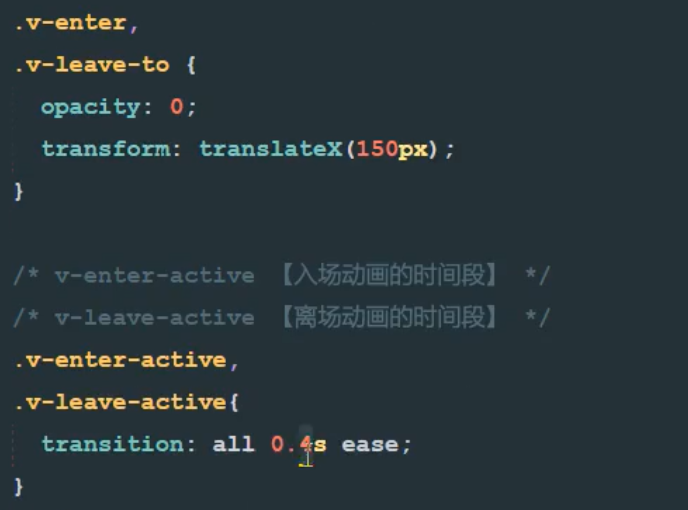 .v-enter,
.v-leave-to {
opacity: 0;
transform: translateX(150px);
}
/* v-enter-active 【入场动画的时间段】 */
/* v-leave-active 【离场动画的时间段】 */
.v-enter-active,
.v-leave-active{
transition: all 0.4s ease;
}